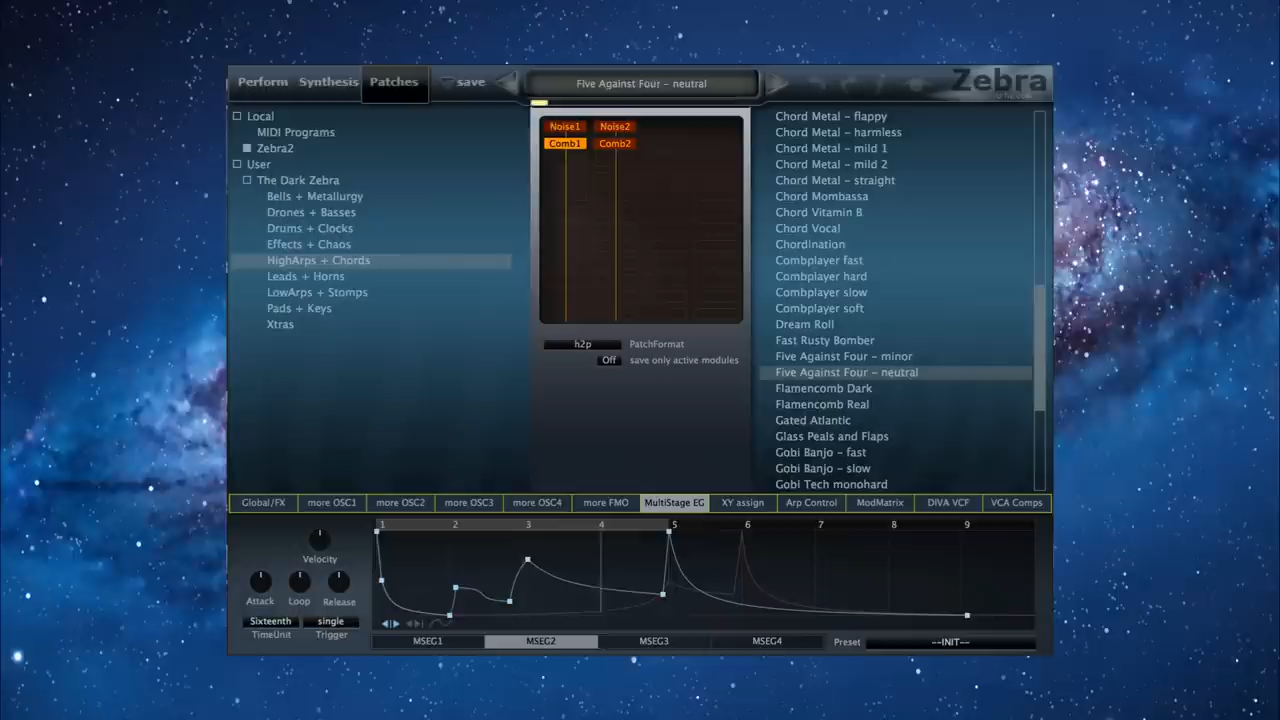 Perform Synthesis Patches save Five Against Four - neutral Zebra
Local
MIDI Programs
Zebra2
User
The Dark Zebra
Bells + Metallurgy
Drones + Basses
Drums + Clocks
Effects + Chaos
HighArps + Chords
Leads + Horns
LowArps + Stomps
Pads + Keys
Xtras
Noise1 Noise2
Comb1 Comb2
h2p PatchFormat
Off save only active modules
Chord Metal - flappy
Chord Metal - harmless
Chord Metal - mild 1
Chord Metal - mild 2
Chord Metal - straight
Chord Mombassa
Chord Vitamin B
Chord Vocal
Chordination
Combplayer fast
Combplayer hard
Combplayer slow
Combplayer soft
Dream Roll
Fast Rusty Bomber
Five Against Four - minor
Five Against Four - neutral
Flamencomb Dark
Flamencomb Real
Gated Atlantic
Glass Peals and Flaps
Gobi Banjo - fast
Gobi Banjo - slow
Gobi Tech monohard
Global/FX more OSC1 more OSC2 more OSC3 more OSC4 more FMO MultiStage EG XY assign Arp Control ModMatrix DIVA VCF VCA Comps
1 2 3 4 5 6 7 8 9
Velocity
Attack Loop Release
Sixteenth single
TimeUnit Trigger
MSEG1 MSEG2 MSEG3 MSEG4 Preset --INIT--